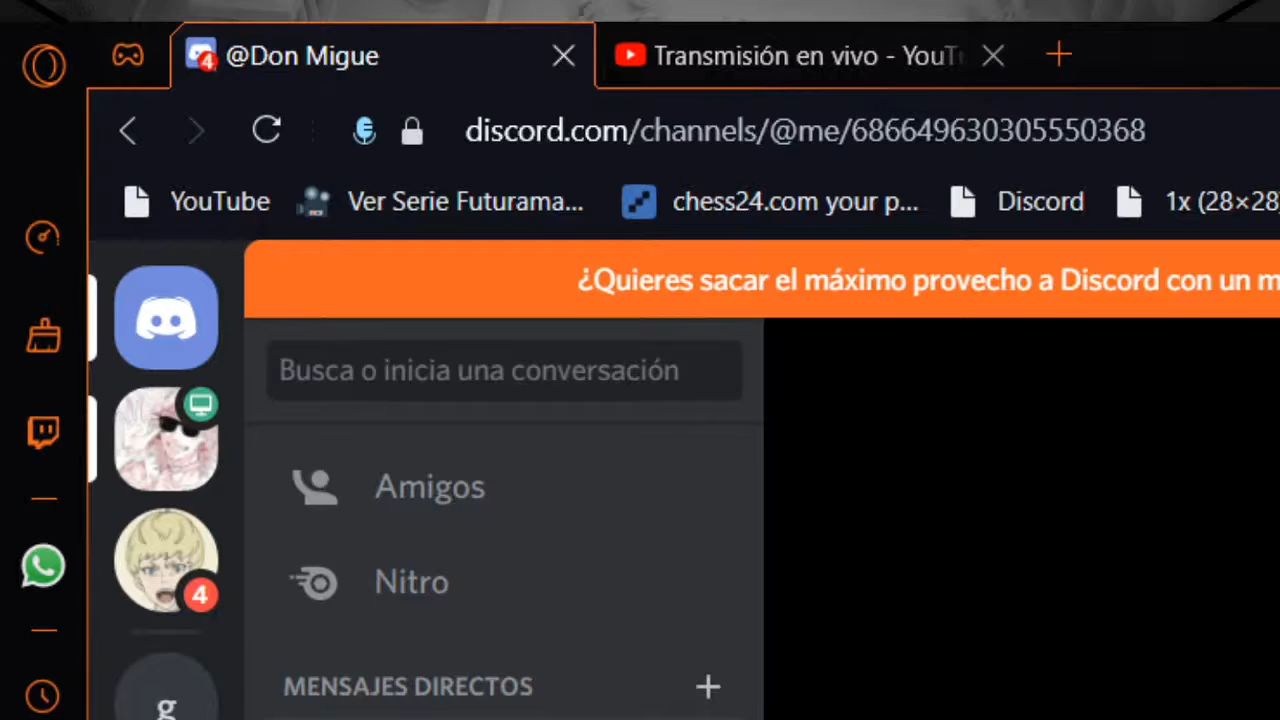 4 @Don Migue
Transmisión en vivo - YouT
discord.com/channels/@me/686649630305550368
YouTube
Ver Serie Futurama...
chess24.com your p...
Discord
1x (28×28
¿Quieres sacar el máximo provecho a Discord con un m
Busca o inicia una conversación
Amigos
4
Nitro
MENSAJES DIRECTOS
g